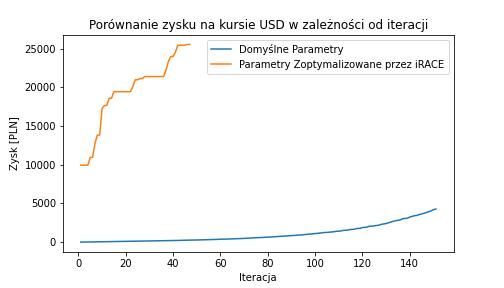 Porównanie zysku na kursie USD w zależności od iteracji
Domyślne Parametry
Parametry Zoptymalizowane przez iRACE
Zysk [PLN]
25000
20000
15000
10000
5000
0
0 20 40 60 80 100 120 140
Iteracja